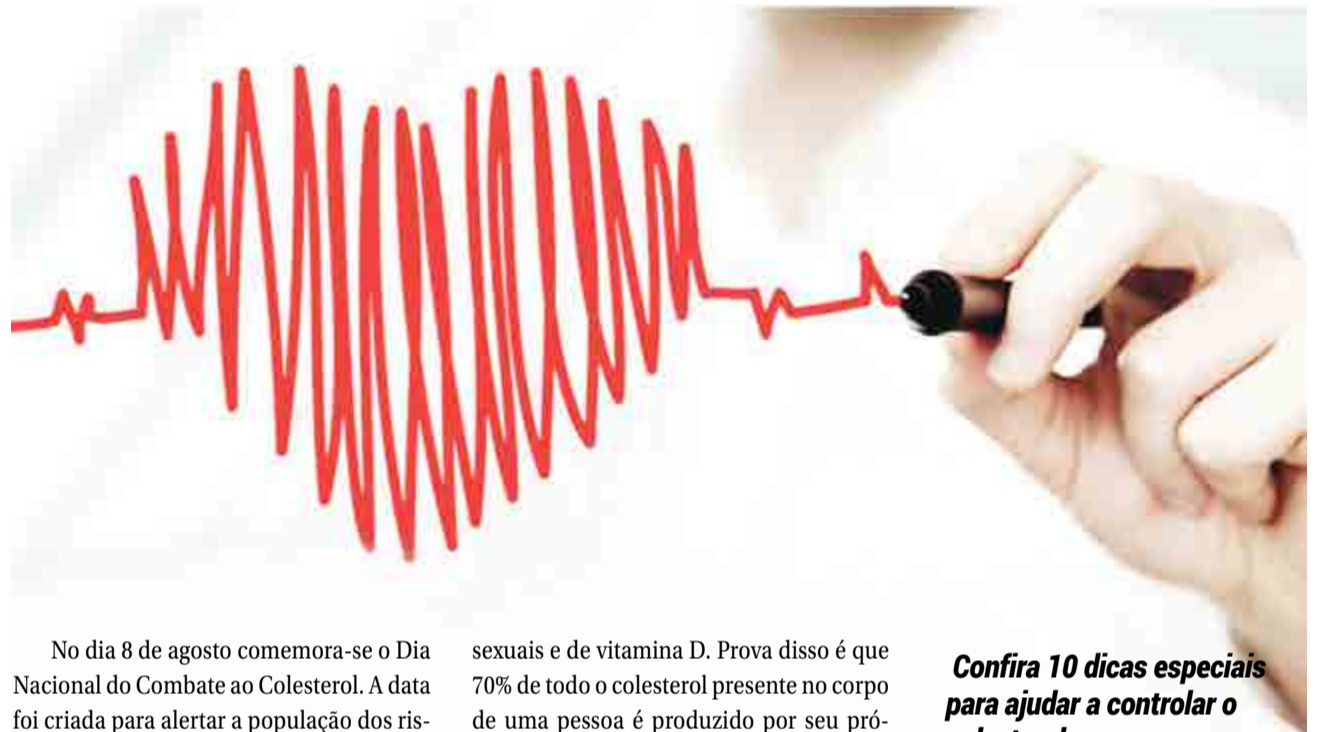 No dia 8 de agosto comemora-se o Dia
Nacional do Combate ao Colesterol. A data
foi criada para alertar a população dos ris-
sexuais e de vitamina D. Prova disso é que
70% de todo o colesterol presente no corpo
de uma pessoa é produzido por seu pró-
Confira 10 dicas especiais
para ajudar a controlar o